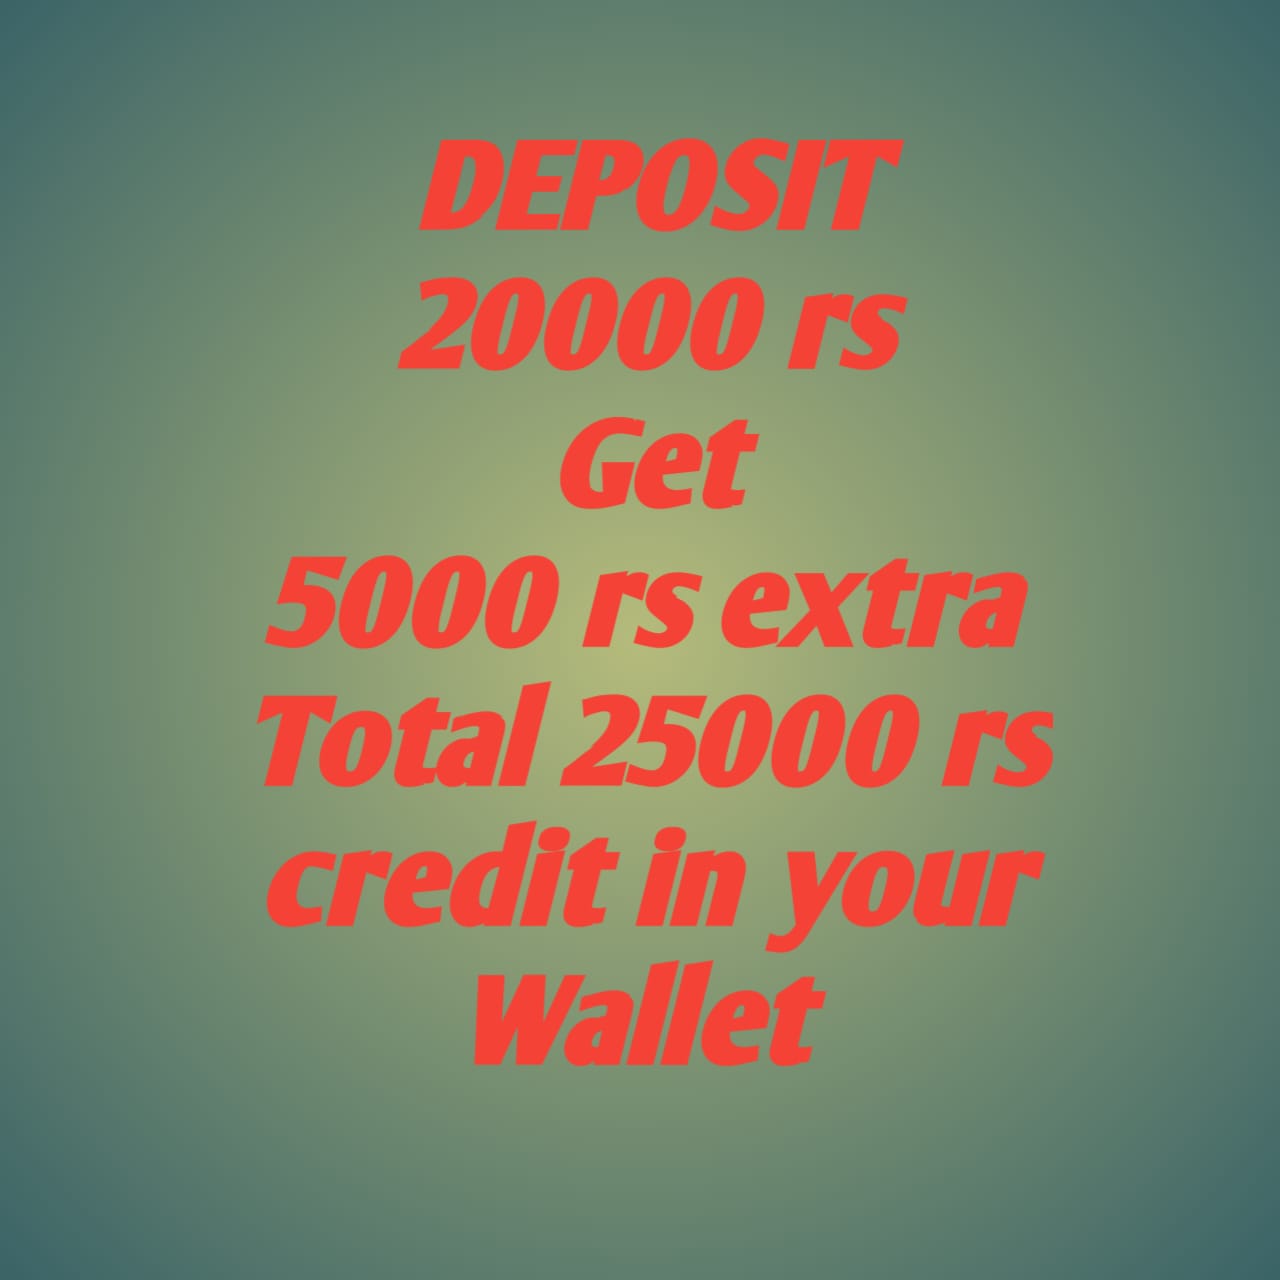 DEPOSIT
20000 rs
Get
5000 rs extra
Total 25000 rs
credit in your
Wallet